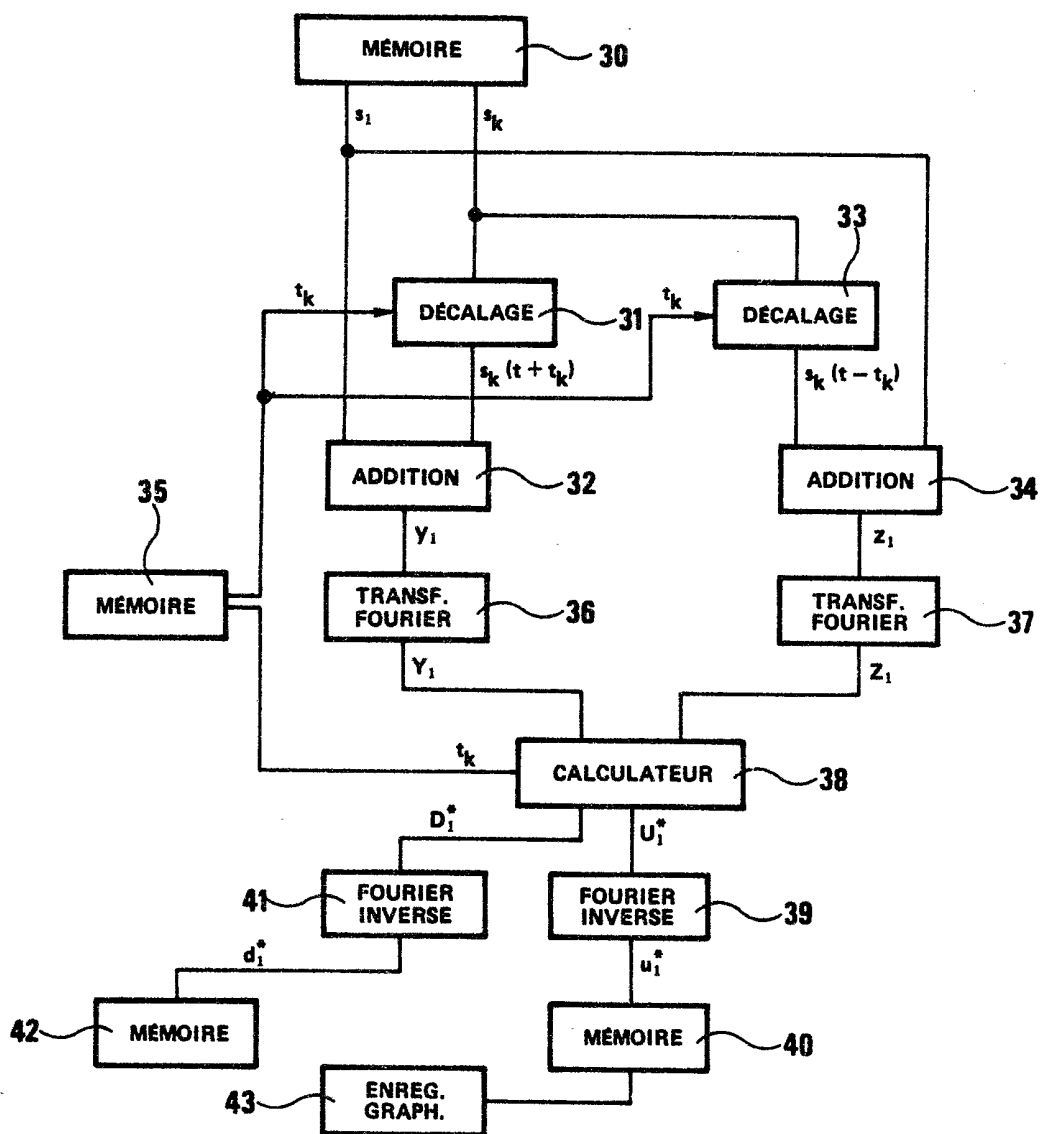 MÉMOIRE
30
s₁
sₖ
33
tₖ
DÉCALAGE
31
tₖ
DÉCALAGE
sₖ (t + tₖ)
sₖ (t − tₖ)
ADDITION
32
ADDITION
34
35
y₁
z₁
MÉMOIRE
TRANSF.
FOURIER
36
TRANSF.
FOURIER
37
Y₁
Z₁
tₖ
CALCULATEUR
38
D₁*
U₁*
41
FOURIER
INVERSE
FOURIER
INVERSE
39
d₁*
u₁*
42
MÉMOIRE
MÉMOIRE
40
43
ENREG.
GRAPH.